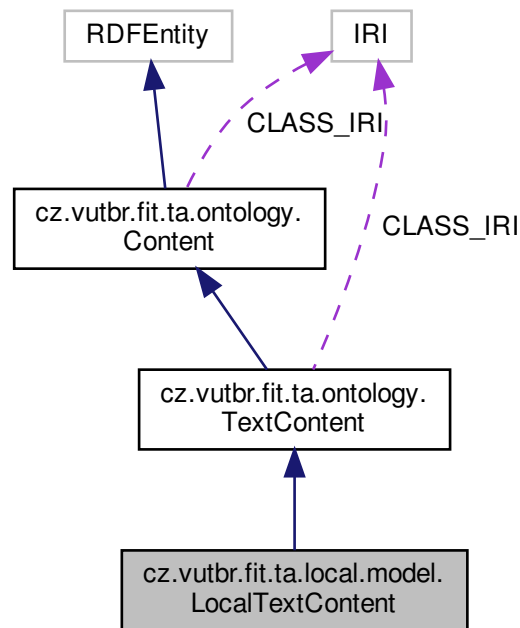 RDFEntity
IRI
CLASS_IRI
cz.vutbr.fit.ta.ontology.
Content
CLASS_IRI
cz.vutbr.fit.ta.ontology.
TextContent
cz.vutbr.fit.ta.local.model.
LocalTextContent